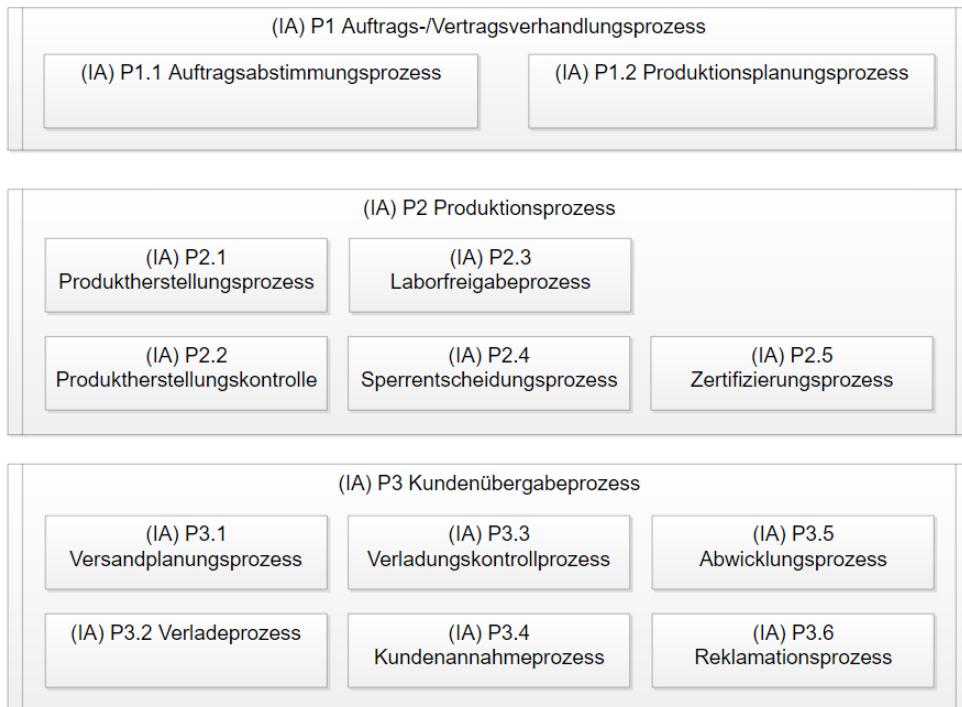 (IA) P1 Auftrags-/Vertragsverhandlungsprozess
(IA) P1.1 Auftragsabstimmungsprozess
(IA) P1.2 Produktionsplanungsprozess
(IA) P2 Produktionsprozess
(IA) P2.1
Produktherstellungsprozess
(IA) P2.3
Laborfreigabeprozess
(IA) P2.2
Produktherstellungskontrolle
(IA) P2.4
Sperrentscheidungsprozess
(IA) P2.5
Zertifizierungsprozess
(IA) P3 Kundenübergabeprozess
(IA) P3.1
Versandplanungsprozess
(IA) P3.3
Verladungskontrollprozess
(IA) P3.5
Abwicklungsprozess
(IA) P3.2 Verladeprozess
(IA) P3.4
Kundenannahmeprozess
(IA) P3.6
Reklamationsprozess